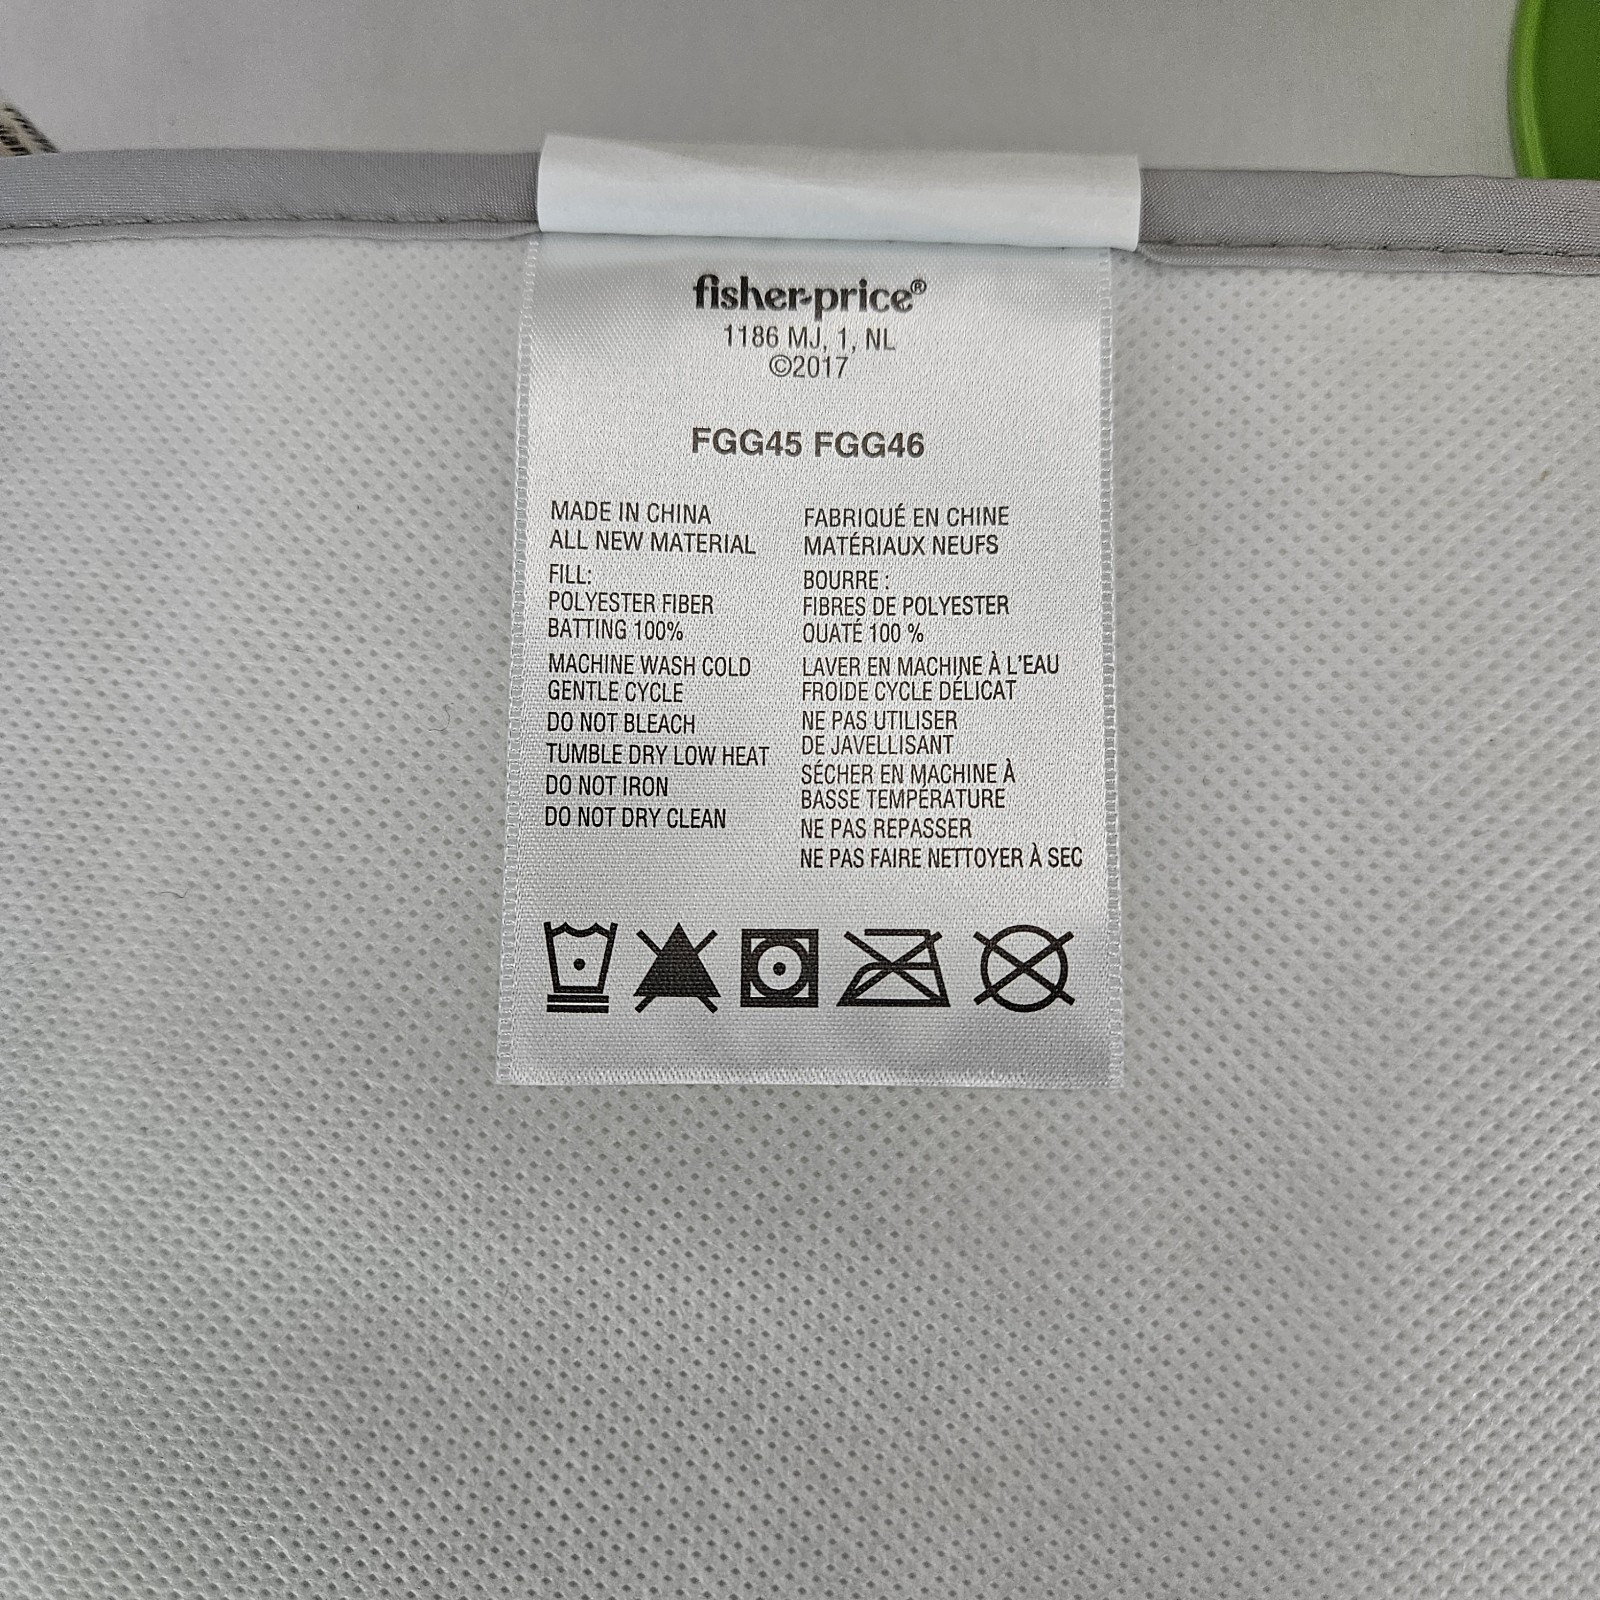 fisher-price®
1186 MJ, 1, NL
©2017
FGG45 FGG46
MADE IN CHINA
ALL NEW MATERIAL
FILL:
POLYESTER FIBER
BATTING 100%
MACHINE WASH COLD
GENTLE CYCLE
DO NOT BLEACH
TUMBLE DRY LOW HEAT
DO NOT IRON
DO NOT DRY CLEAN
FABRIQUÉ EN CHINE
MATÉRIAUX NEUFS
BOURRE :
FIBRES DE POLYESTER
OUATÉ 100 %
LAVER EN MACHINE À L'EAU
FROIDE CYCLE DÉLICAT
NE PAS UTILISER
DE JAVELLISANT
SÉCHER EN MACHINE À
BASSE TEMPÉRATURE
NE PAS REPASSER
NE PAS FAIRE NETTOYER À SEC